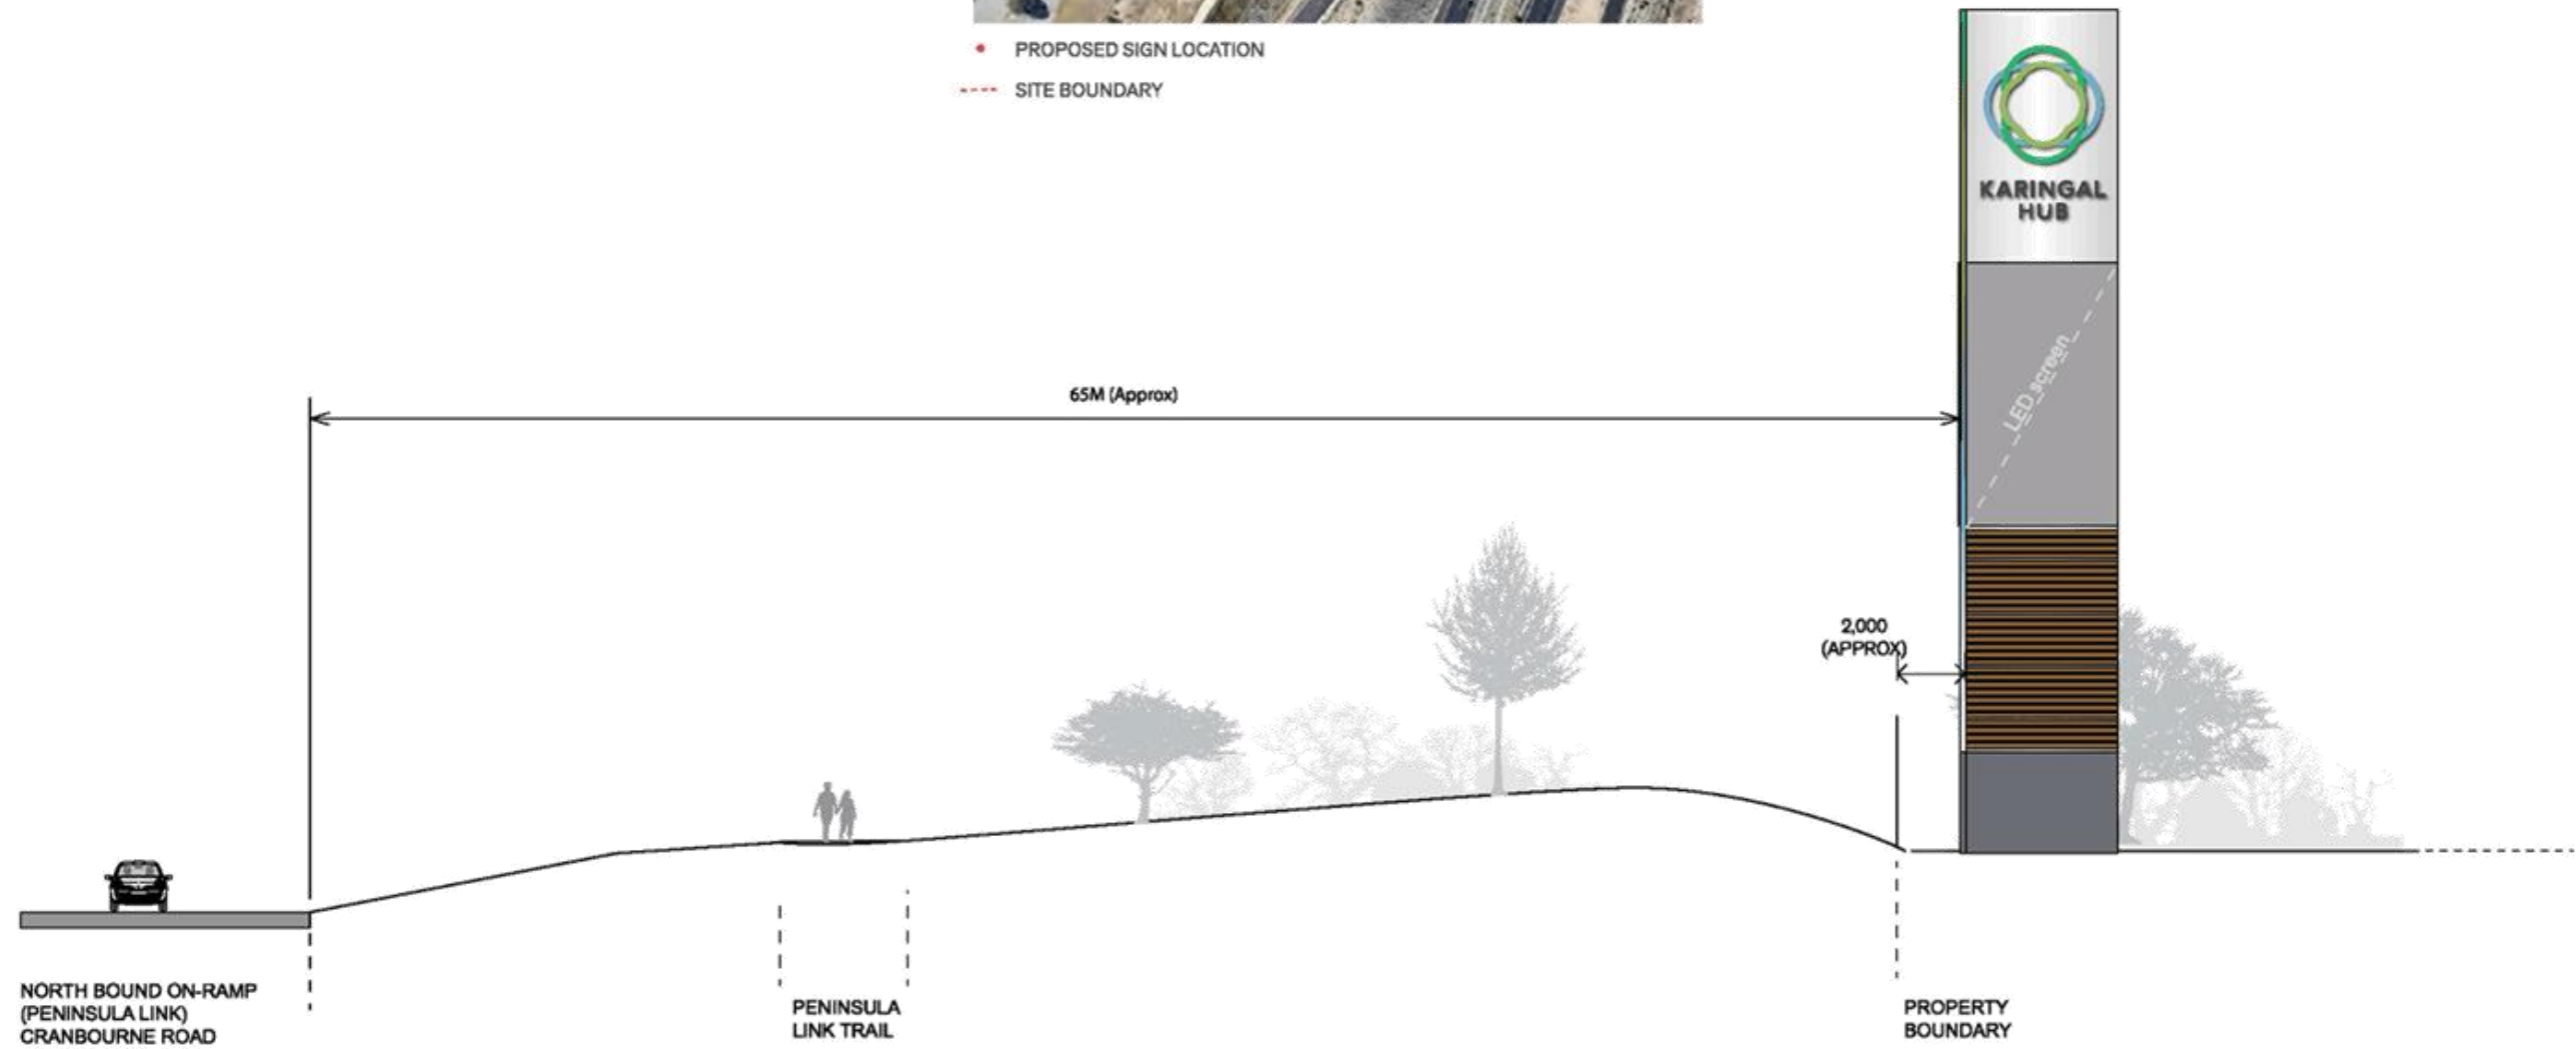 PROPOSED SIGN LOCATION
SITE BOUNDARY
KARINGAL
HUB
LED screen
65M (Approx)
2,000
(APPROX)
NORTH BOUND ON-RAMP
(PENINSULA LINK)
CRANBOURNE ROAD
PENINSULA
LINK TRAIL
PROPERTY
BOUNDARY